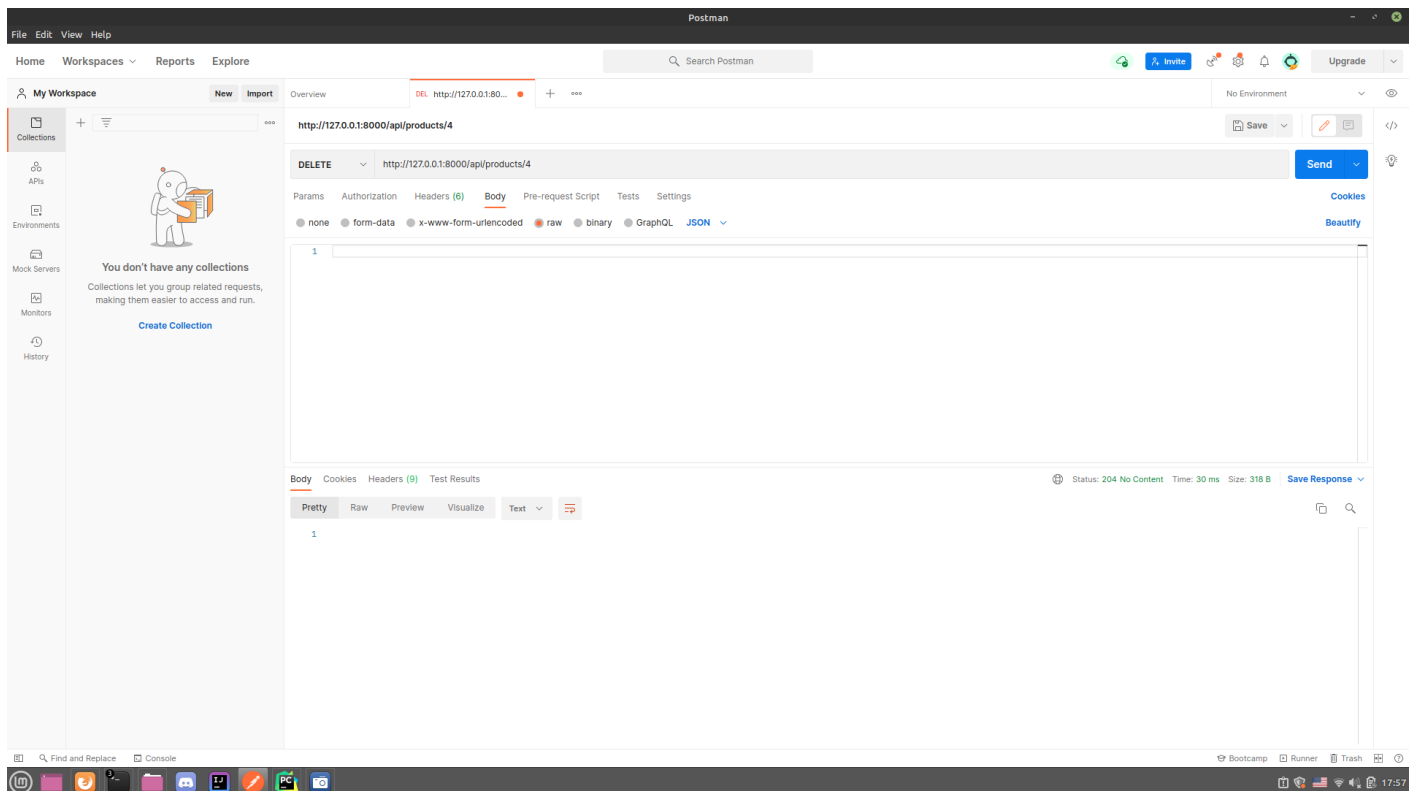 Postman
File Edit View Help
Home Workspaces Reports Explore
Search Postman
Invite
Upgrade
My Workspace
New Import
Overview
DEL http://127.0.0.1:80...
No Environment
Collections
APIs
Environments
Mock Servers
Monitors
History
You don't have any collections
Collections let you group related requests,
making them easier to access and run.
Create Collection
http://127.0.0.1:8000/api/products/4
Save
DELETE http://127.0.0.1:8000/api/products/4
Send
Params Authorization Headers (6) Body Pre-request Script Tests Settings
Cookies
none form-data x-www-form-urlencoded raw binary GraphQL JSON
Beautify
1
Body Cookies Headers (9) Test Results
Status: 204 No Content Time: 30 ms Size: 318 B Save Response
Pretty Raw Preview Visualize Text
1
Find and Replace Console
Bootcamp Runner Trash
lm 3 IJ PC 17:57